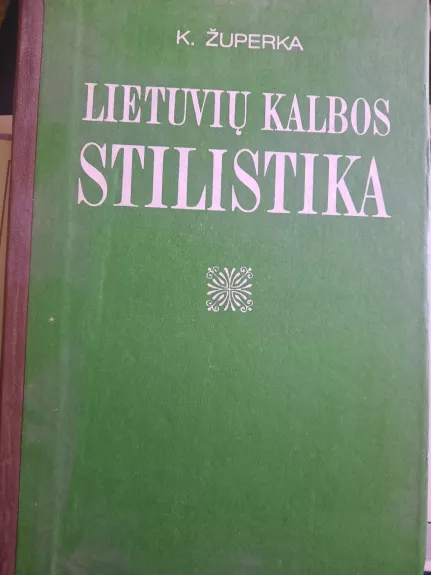 K. ŽUPERKA
LIETUVIŲ KALBOS
STILISTIKA